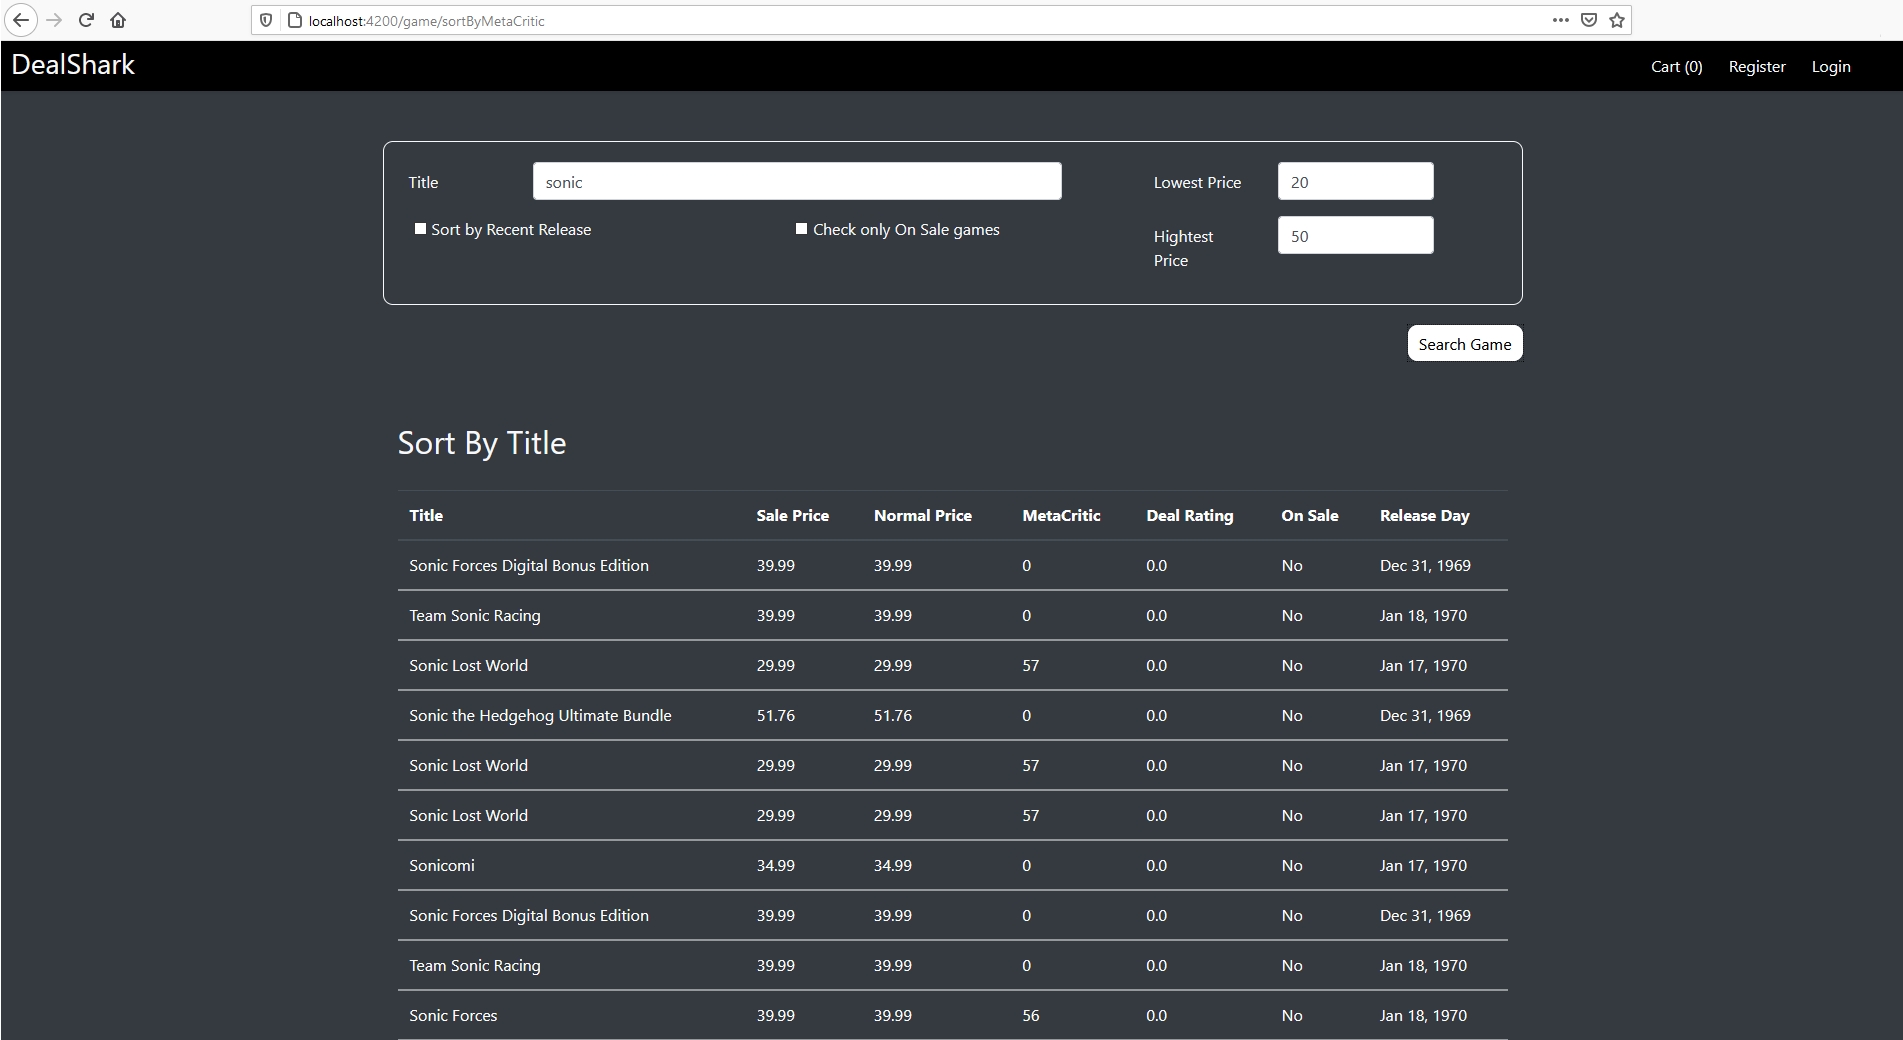 localhost:4200/game/sortByMetaCritic
DealShark Cart (0) Register Login
Title sonic Lowest Price 20
Sort by Recent Release Check only On Sale games Hightest Price 50
Search Game
Sort By Title
Title Sale Price Normal Price MetaCritic Deal Rating On Sale Release Day
Sonic Forces Digital Bonus Edition 39.99 39.99 0 0.0 No Dec 31, 1969
Team Sonic Racing 39.99 39.99 0 0.0 No Jan 18, 1970
Sonic Lost World 29.99 29.99 57 0.0 No Jan 17, 1970
Sonic the Hedgehog Ultimate Bundle 51.76 51.76 0 0.0 No Dec 31, 1969
Sonic Lost World 29.99 29.99 57 0.0 No Jan 17, 1970
Sonic Lost World 29.99 29.99 57 0.0 No Jan 17, 1970
Sonicomi 34.99 34.99 0 0.0 No Jan 17, 1970
Sonic Forces Digital Bonus Edition 39.99 39.99 0 0.0 No Dec 31, 1969
Team Sonic Racing 39.99 39.99 0 0.0 No Jan 18, 1970
Sonic Forces 39.99 39.99 56 0.0 No Jan 18, 1970